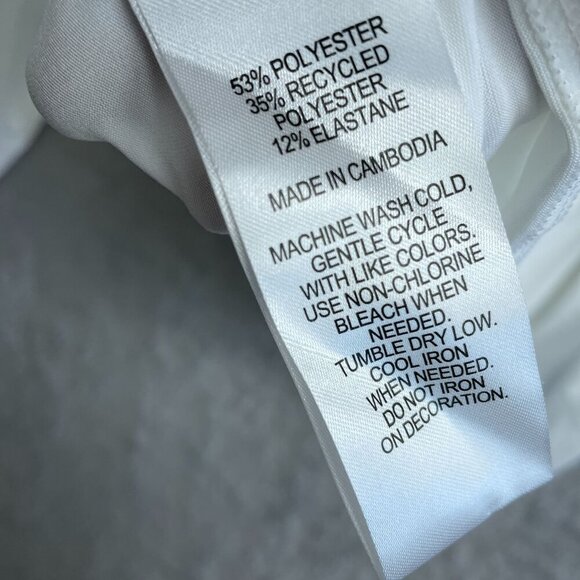 53% POLYESTER
35% RECYCLED
POLYESTER
12% ELASTANE
MADE IN CAMBODIA
MACHINE WASH COLD,
GENTLE CYCLE
WITH LIKE COLORS.
USE NON-CHLORINE
BLEACH WHEN
NEEDED.
TUMBLE DRY LOW.
COOL IRON
WHEN NEEDED.
DO NOT IRON
ON DECORATION.